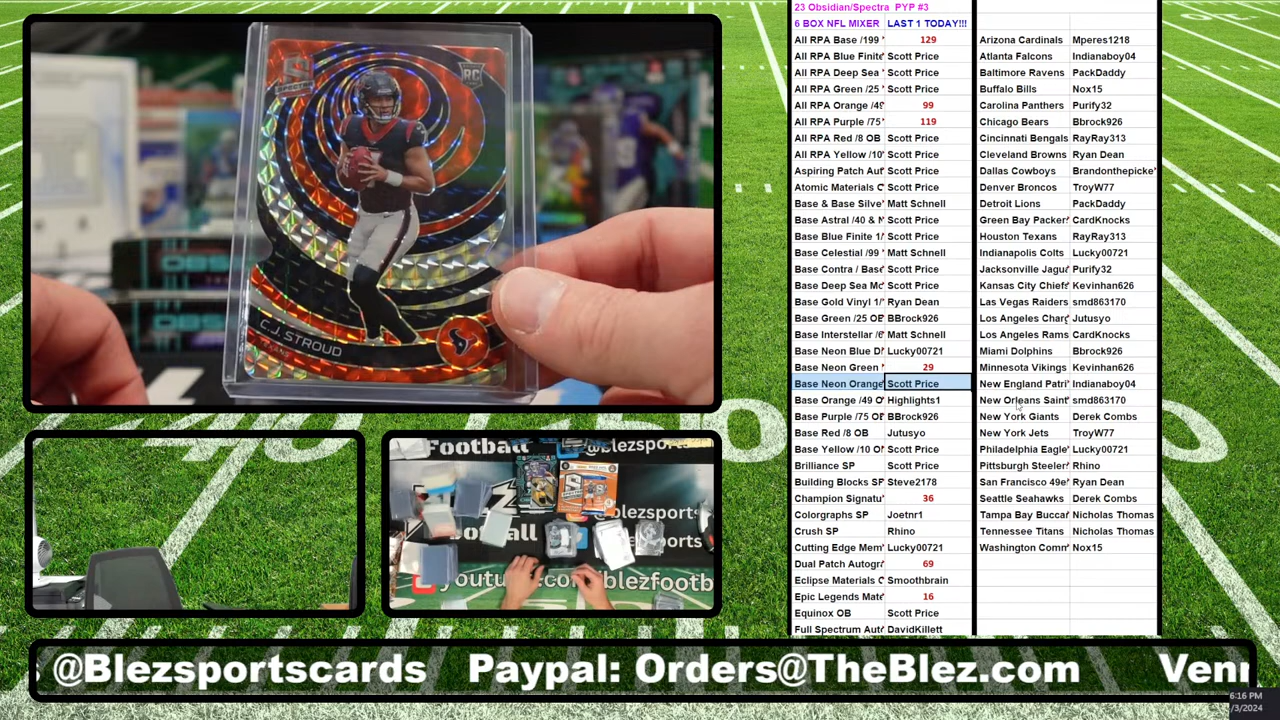 23 Obsidian/Spectra PYP #3
6 BOX NFL MIXER LAST 1 TODAY!!!
All RPA Base /199 129
All RPA Blue Finite Scott Price
All RPA Deep Sea Scott Price
All RPA Green /25 Scott Price
All RPA Orange /49 99
All RPA Purple /75 119
All RPA Red /8 OB Scott Price
All RPA Yellow /10 Scott Price
Aspiring Patch Aut Scott Price
Atomic Materials Scott Price
Base & Base Silve Matt Schnell
Base Astral /40 & Scott Price
Base Blue Finite 1/ Scott Price
Base Celestial /99 Matt Schnell
Base Contra / Base Scott Price
Base Deep Sea Scott Price
Base Gold Vinyl 1/ Ryan Dean
Base Green /25 OB BBrock926
Base Interstellar Matt Schnell
Base Neon Blue Lucky00721
Base Neon Green 29
Base Neon Orange Scott Price
Base Orange /49 Highlights1
Base Purple /75 BBrock926
Base Red /8 OB Jutusyo
Base Yellow /10 Scott Price
Brilliance SP Scott Price
Building Blocks SP Steve2178
Champion Signatu 36
Colorgraphs SP Joetnr1
Crush SP Rhino
Cutting Edge Mem Lucky00721
Dual Patch Autogr 69
Eclipse Materials Smoothbrain
Epic Legends Mate 16
Equinox OB Scott Price
Full Spectrum Aut DavidKillett
Arizona Cardinals Mperes1218
Atlanta Falcons Indianaboy04
Baltimore Ravens PackDaddy
Buffalo Bills Nox15
Carolina Panthers Purify32
Chicago Bears Bbrock926
Cincinnati Bengals RayRay313
Cleveland Browns Ryan Dean
Dallas Cowboys Brandonthepicke
Denver Broncos TroyW77
Detroit Lions PackDaddy
Green Bay Packer CardKnocks
Houston Texans RayRay313
Indianapolis Colts Lucky00721
Jacksonville Jagu Purify32
Kansas City Chief Kevinhan626
Las Vegas Raiders smd863170
Los Angeles Char Jutusyo
Los Angeles Rams CardKnocks
Miami Dolphins Bbrock926
Minnesota Vikings Kevinhan626
New England Patri Indianaboy04
New Orleans Saint smd863170
New York Giants Derek Combs
New York Jets TroyW77
Philadelphia Eagle Lucky00721
Pittsburgh Steeler Rhino
San Francisco 49e Ryan Dean
Seattle Seahawks Derek Combs
Tampa Bay Bucca Nicholas Thomas
Tennessee Titans Nicholas Thomas
Washington Comm Nox15
SPECTRA
RC
C.J. STROUD
TEXANS
Football @blezsports
SPECTRA
ootball
youtube.com/blezfootb
@Blezsportscards Paypal: Orders@TheBlez.com Venn
6:16 PM
/3/2024